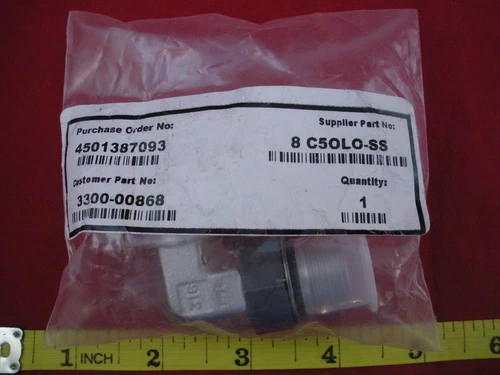 Purchase Order No:
4501387093
Supplier Part No:
8 C5OLO-SS
Customer Part No:
3300-00868
Quantity:
1
316
1 INCH 2 3 4 5 6